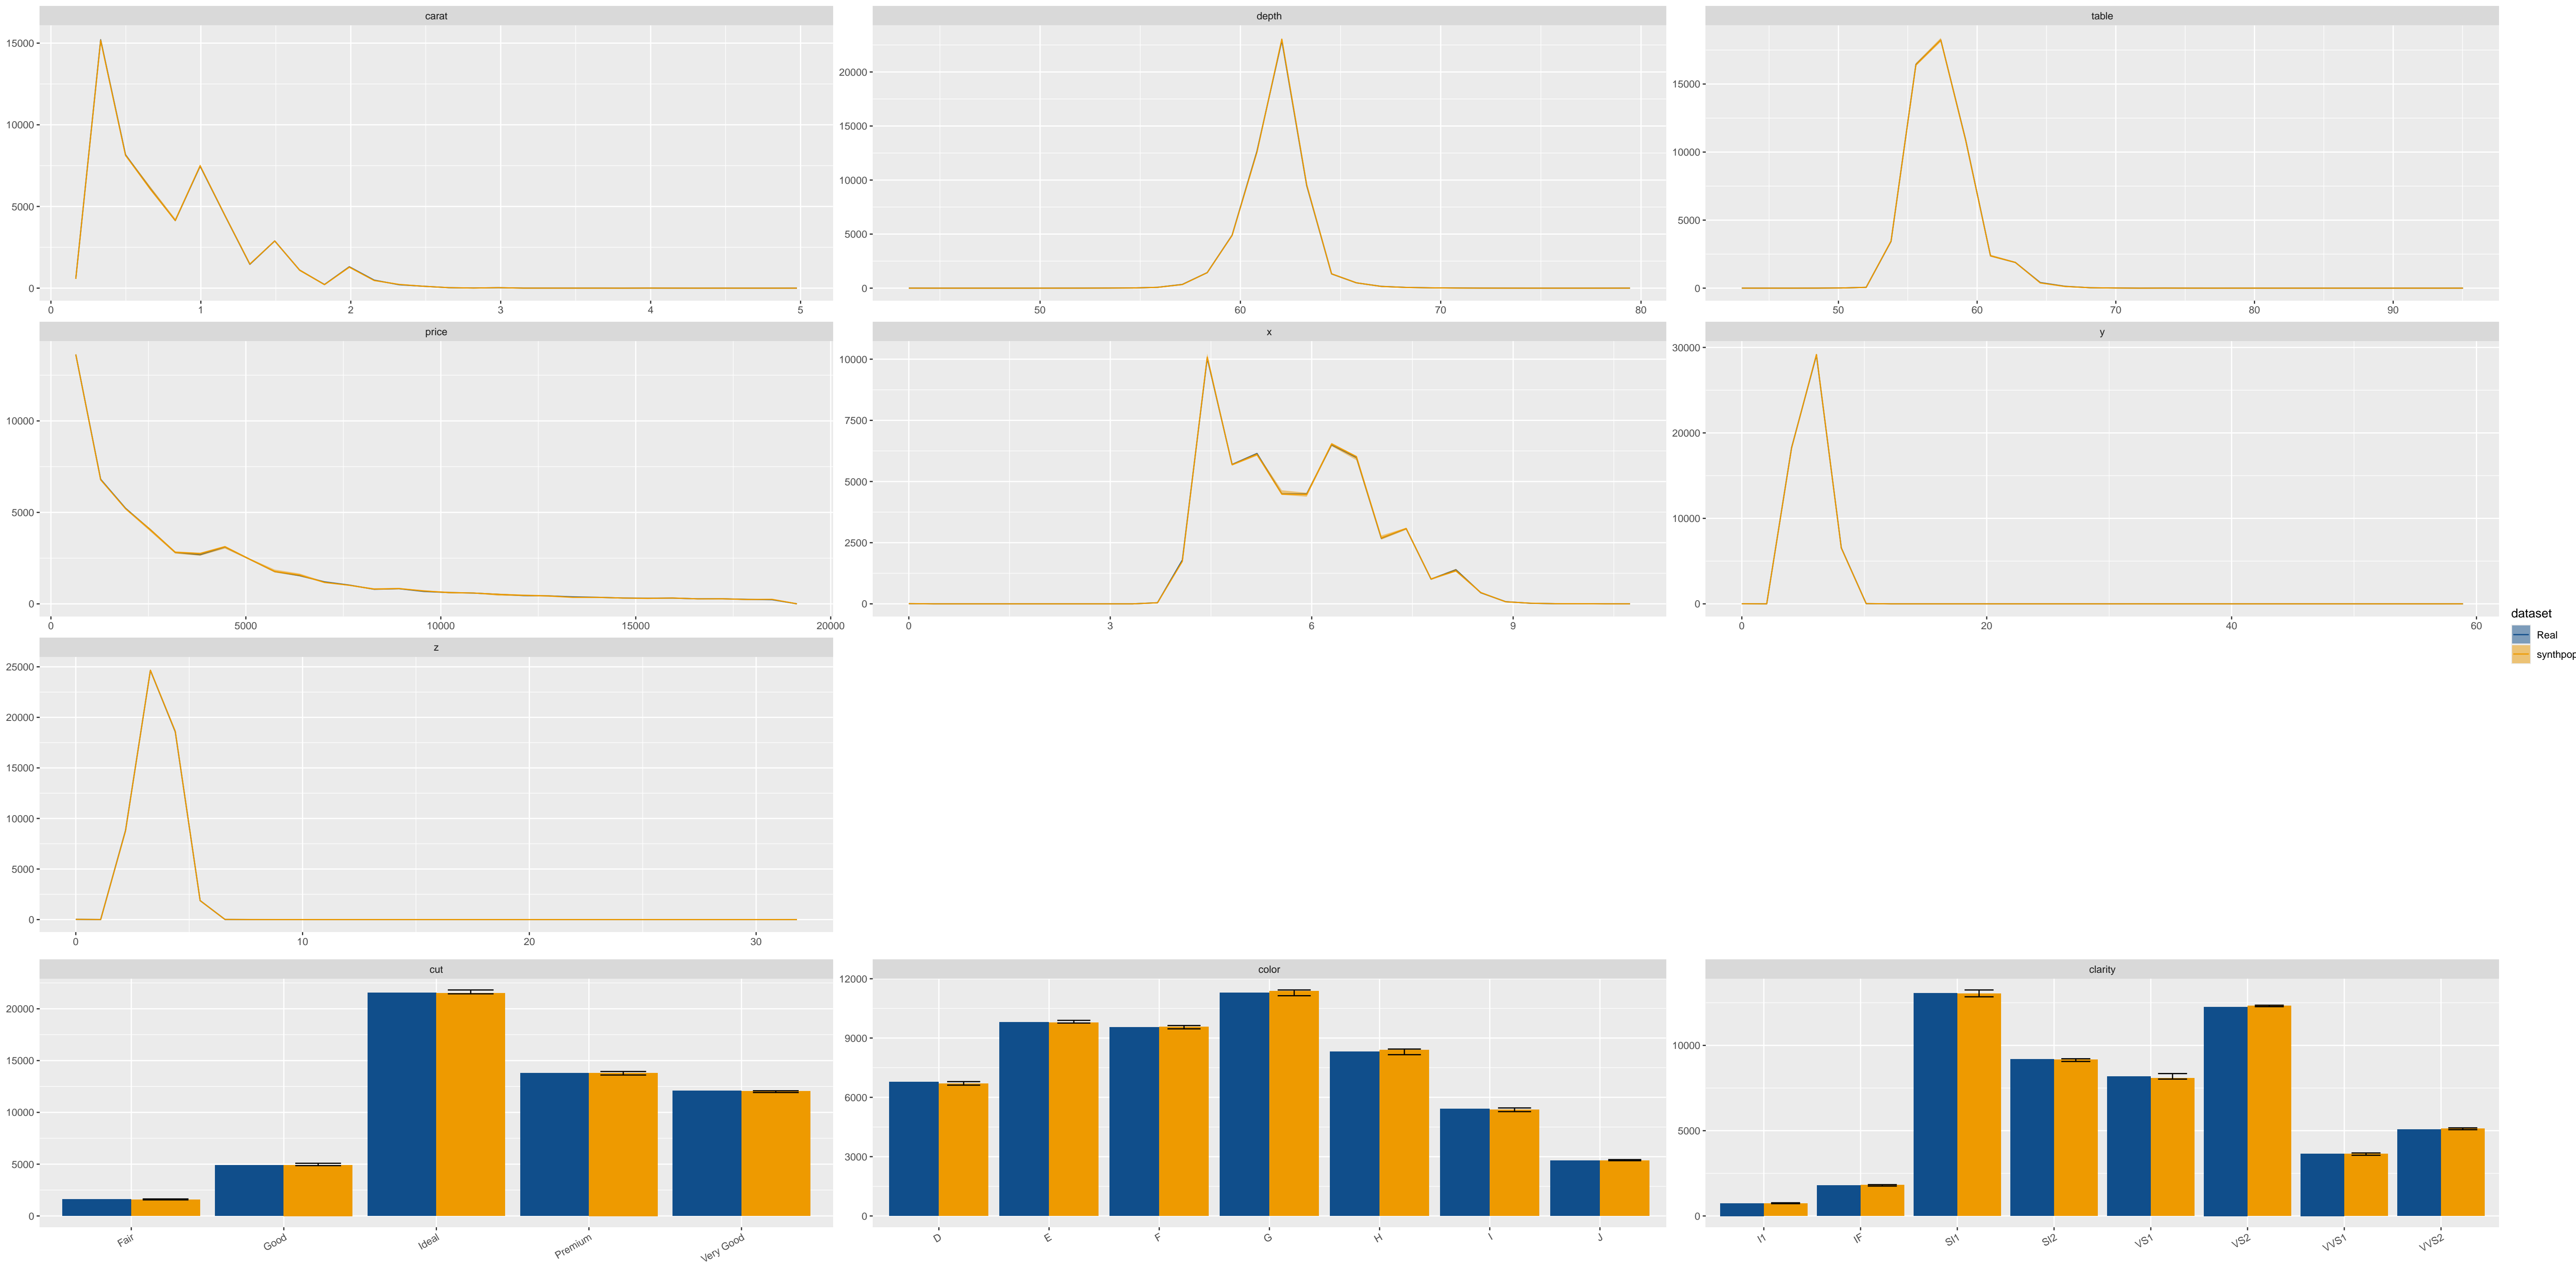 carat
depth
table
15000
10000
5000
0
0 1 2 3 4 5
20000
15000
10000
5000
0
50 60 70 80
15000
10000
5000
0
50 60 70 80 90
price
x
y
10000
5000
0
0 5000 10000 15000 20000
10000
7500
5000
2500
0
0 3 6 9
30000
20000
10000
0
0 20 40 60
dataset
Real
synthpop
z
25000
20000
15000
10000
5000
0
0 10 20 30
cut
color
clarity
20000
15000
10000
5000
0
Fair Good Ideal Premium Very Good
12000
9000
6000
3000
0
D E F G H I J
10000
5000
0
I1 IF SI1 SI2 VS1 VS2 VVS1 VVS2